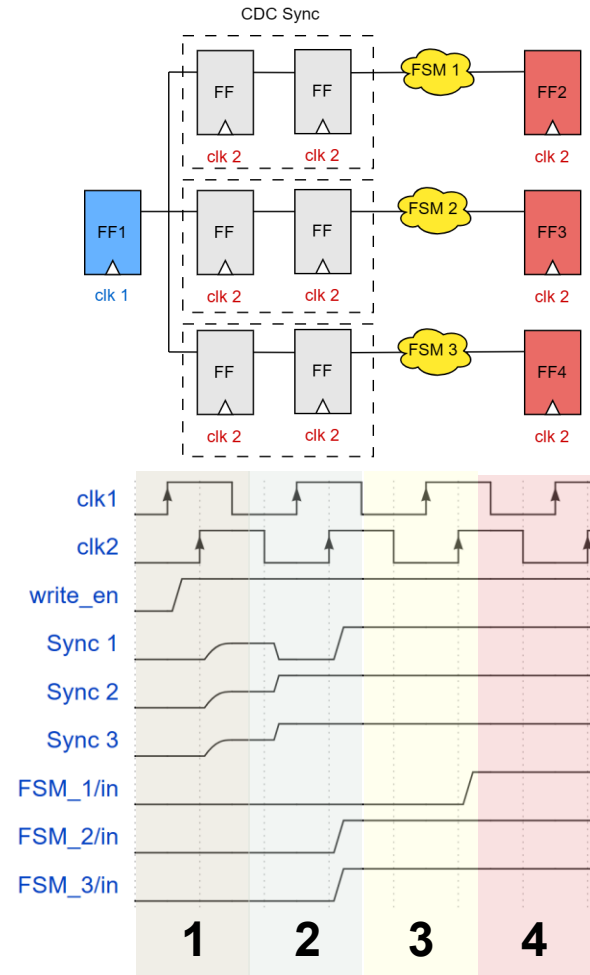 CDC Sync
FF
FF
FSM 1
FF2
clk 2
clk 2
clk 2
FF1
FF
FF
FSM 2
FF3
clk 1
clk 2
clk 2
clk 2
FF
FF
FSM 3
FF4
clk 2
clk 2
clk 2
clk1
clk2
write_en
Sync 1
Sync 2
Sync 3
FSM_1/in
FSM_2/in
FSM_3/in
1 2 3 4